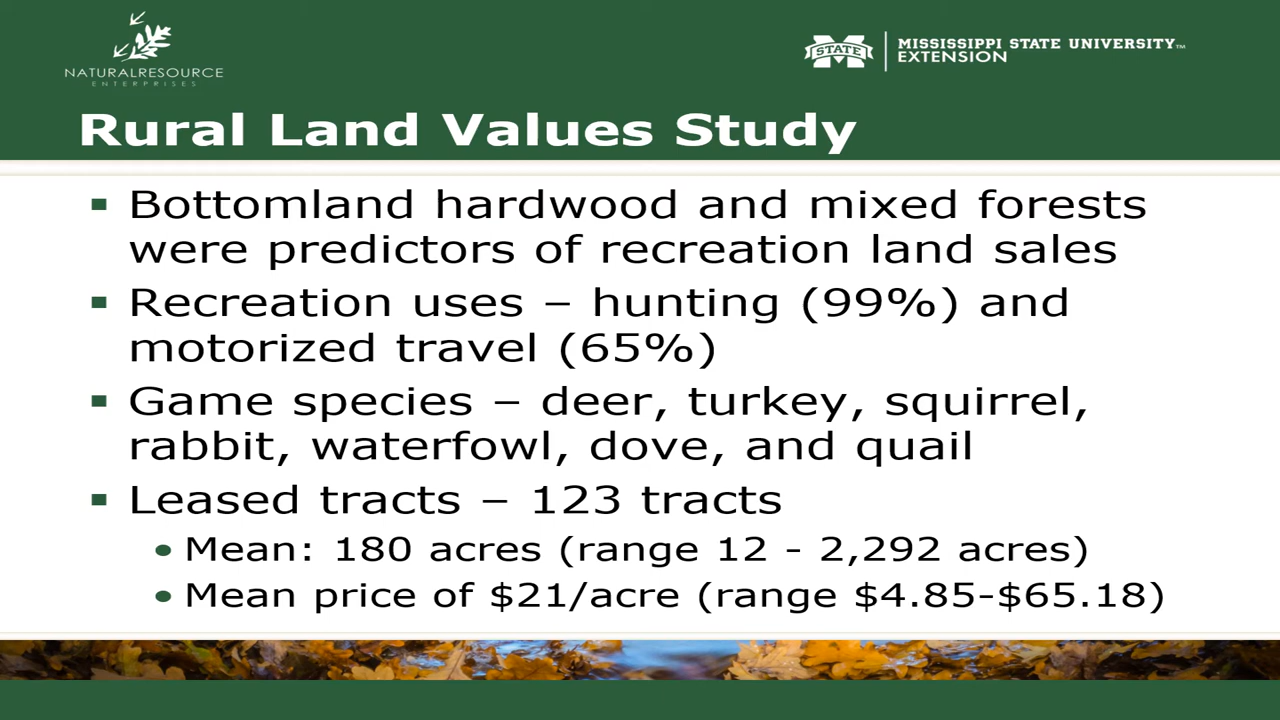 NATURALRESOURCE
ENTERPRISES
STATE
MISSISSIPPI STATE UNIVERSITY™
EXTENSION
Rural Land Values Study
▪ Bottomland hardwood and mixed forests
were predictors of recreation land sales
▪ Recreation uses – hunting (99%) and
motorized travel (65%)
▪ Game species – deer, turkey, squirrel,
rabbit, waterfowl, dove, and quail
▪ Leased tracts – 123 tracts
• Mean: 180 acres (range 12 - 2,292 acres)
• Mean price of $21/acre (range $4.85-$65.18)